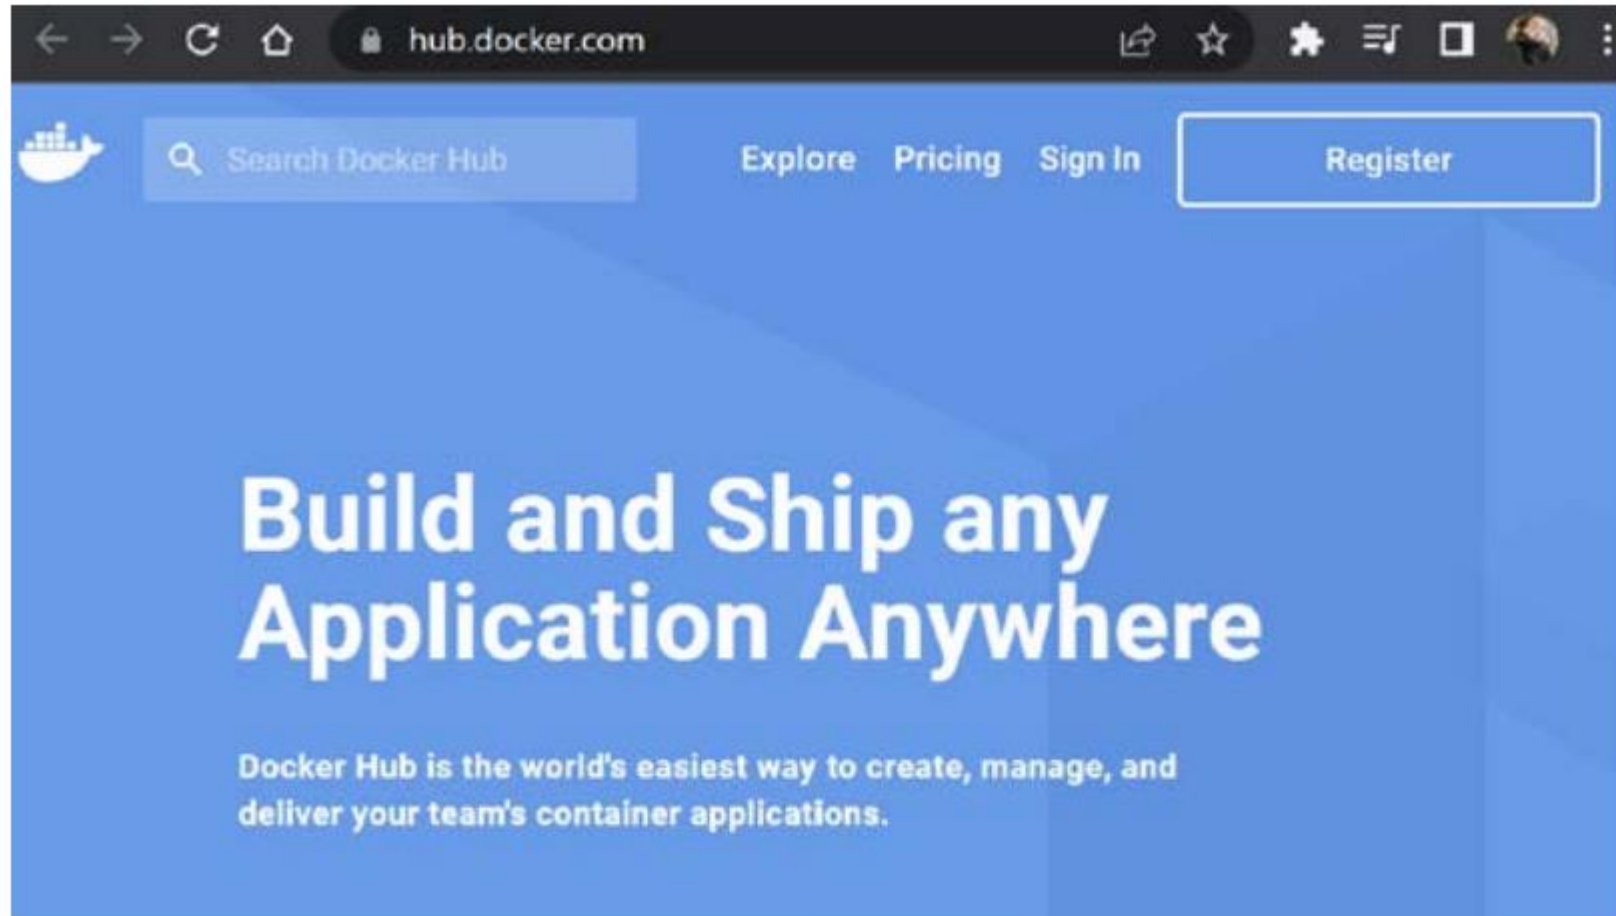 hub.docker.com
Search Docker Hub
Explore Pricing Sign In Register
Build and Ship any
Application Anywhere
Docker Hub is the world's easiest way to create, manage, and
deliver your team's container applications.